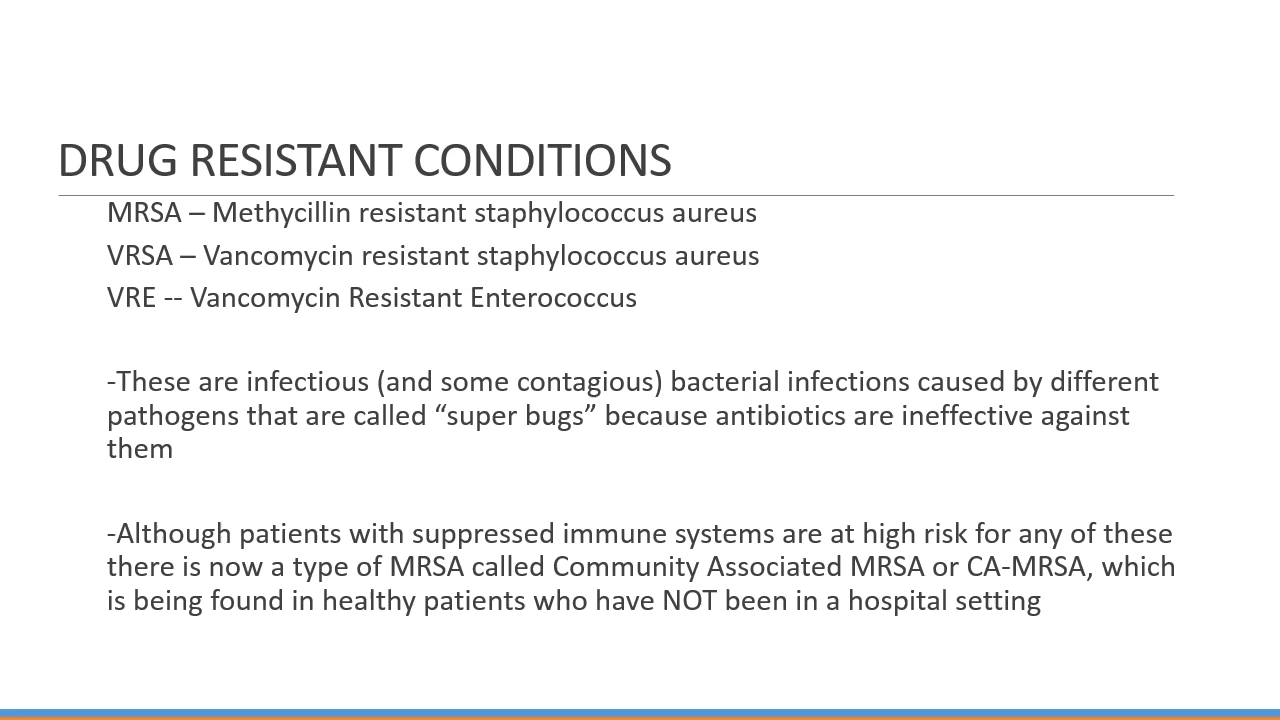 DRUG RESISTANT CONDITIONS
MRSA – Methycillin resistant staphylococcus aureus
VRSA – Vancomycin resistant staphylococcus aureus
VRE -- Vancomycin Resistant Enterococcus
-These are infectious (and some contagious) bacterial infections caused by different
pathogens that are called “super bugs” because antibiotics are ineffective against
them
-Although patients with suppressed immune systems are at high risk for any of these
there is now a type of MRSA called Community Associated MRSA or CA-MRSA, which
is being found in healthy patients who have NOT been in a hospital setting